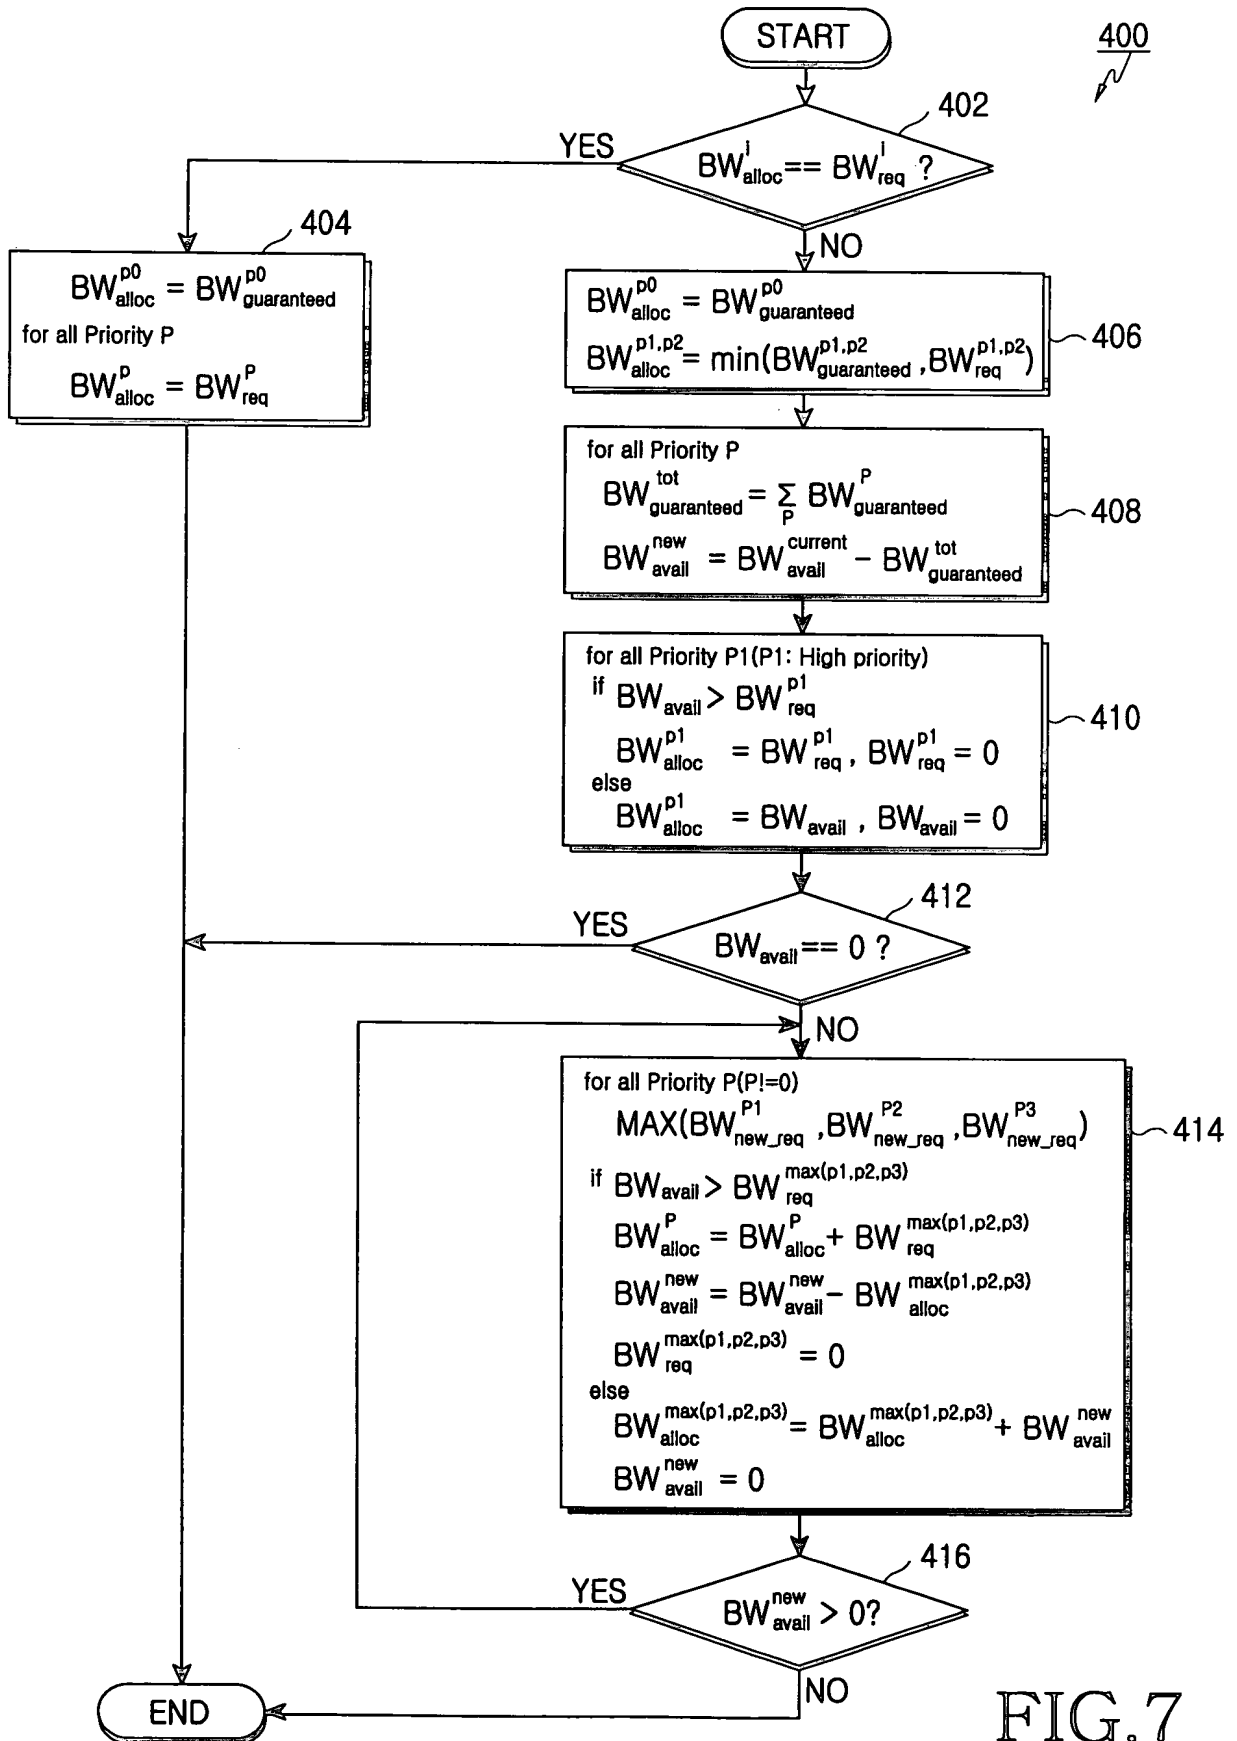 START
400
402
YES
BW^i_alloc == BW^i_req ?
NO
404
BW^p0_alloc = BW^p0_guaranteed
for all Priority P
BW^p_alloc = BW^P_req
BW^p0_alloc = BW^p0_guaranteed
BW^p1,p2_alloc = min(BW^p1,p2_guaranteed ,BW^p1,p2_req)
406
for all Priority P
BW^tot_guaranteed = Σ_P BW^P_guaranteed
BW^new_avail = BW^current_avail − BW^tot_guaranteed
408
for all Priority P1(P1: High priority)
if BW_avail > BW^p1_req
BW^p1_alloc = BW^p1_req , BW^p1_req = 0
else
BW^p1_alloc = BW_avail , BW_avail = 0
410
412
YES
BW_avail == 0 ?
NO
for all Priority P(P!=0)
MAX(BW^P1_new_req ,BW^P2_new_req ,BW^P3_new_req)
414
if BW_avail > BW^max(p1,p2,p3)_req
BW^P_alloc = BW^P_alloc + BW^max(p1,p2,p3)_req
BW^new_avail = BW^new_avail − BW^max(p1,p2,p3)_alloc
BW^max(p1,p2,p3)_req = 0
else
BW^max(p1,p2,p3)_alloc = BW^max(p1,p2,p3)_alloc + BW^new_avail
BW^new_avail = 0
416
YES
BW^new_avail > 0?
NO
END
FIG.7